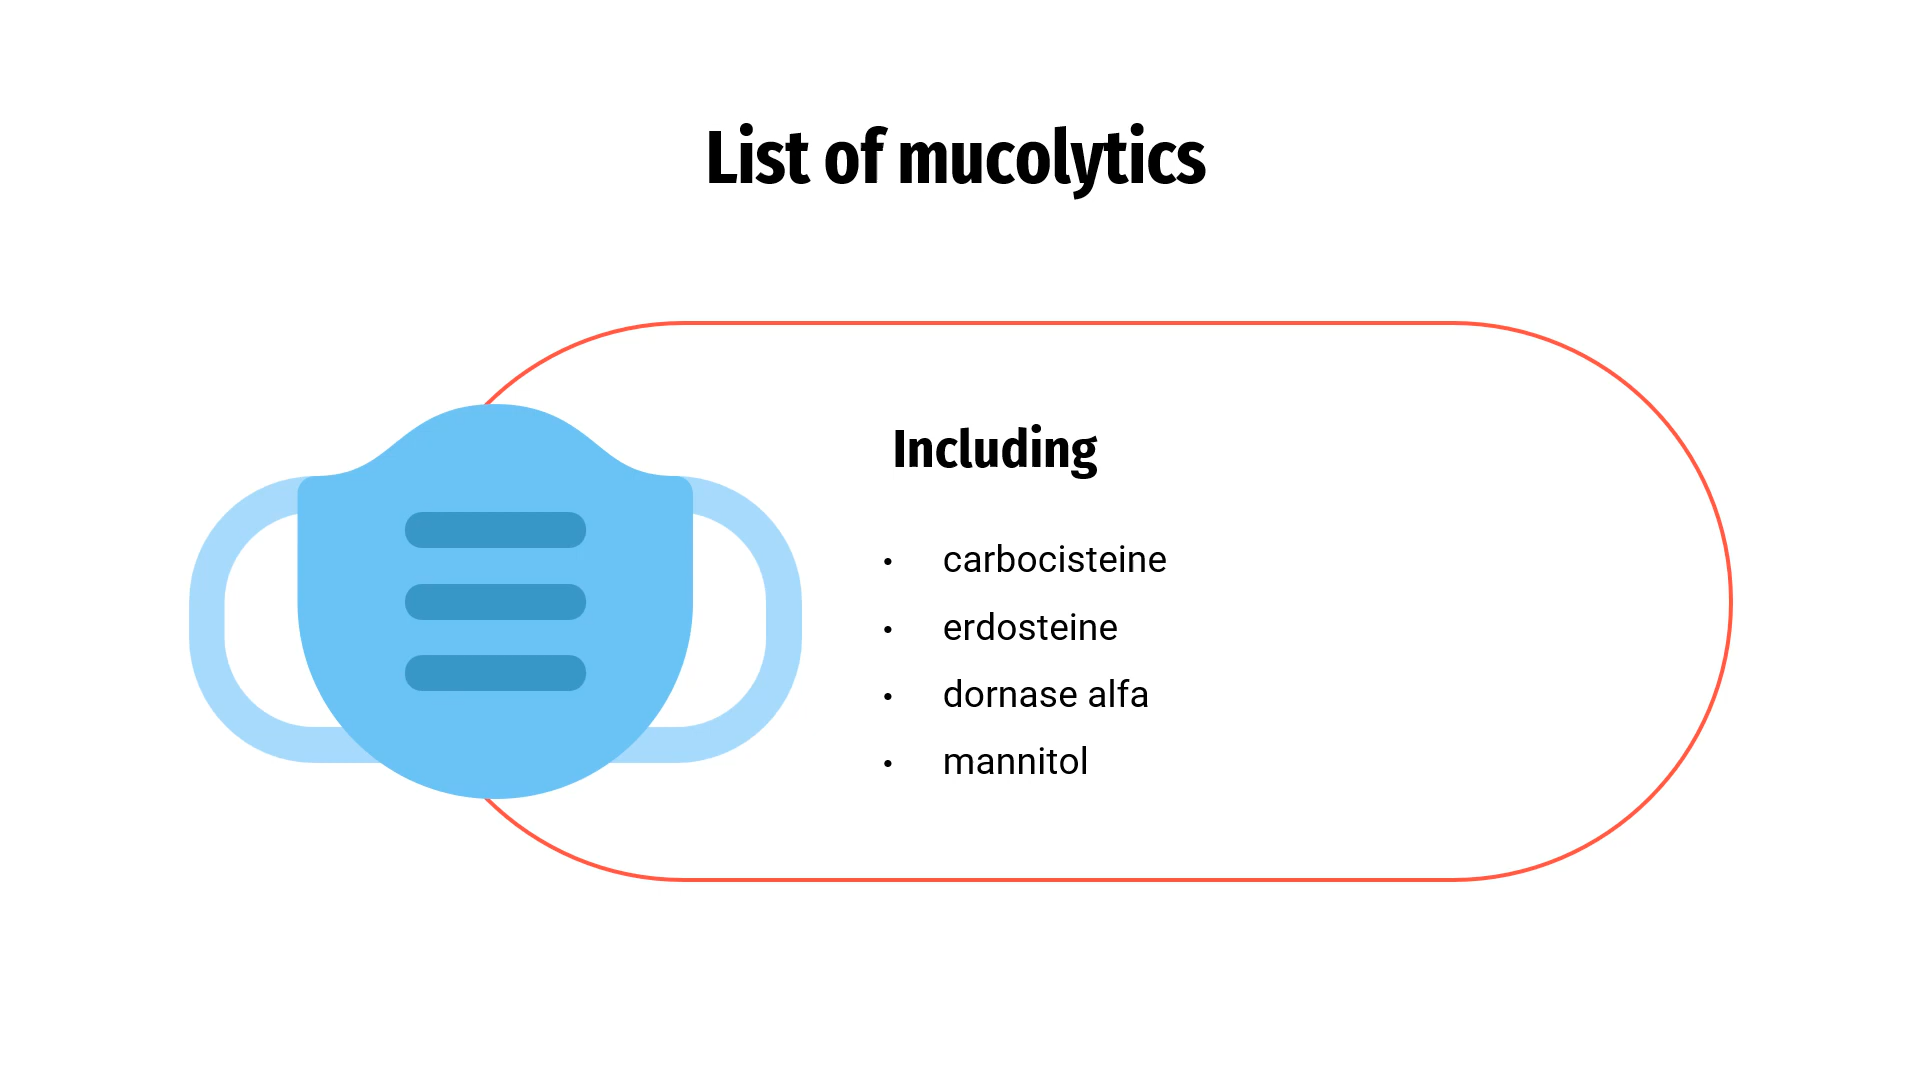 List of mucolytics
Including
• carbocisteine
• erdosteine
• dornase alfa
• mannitol